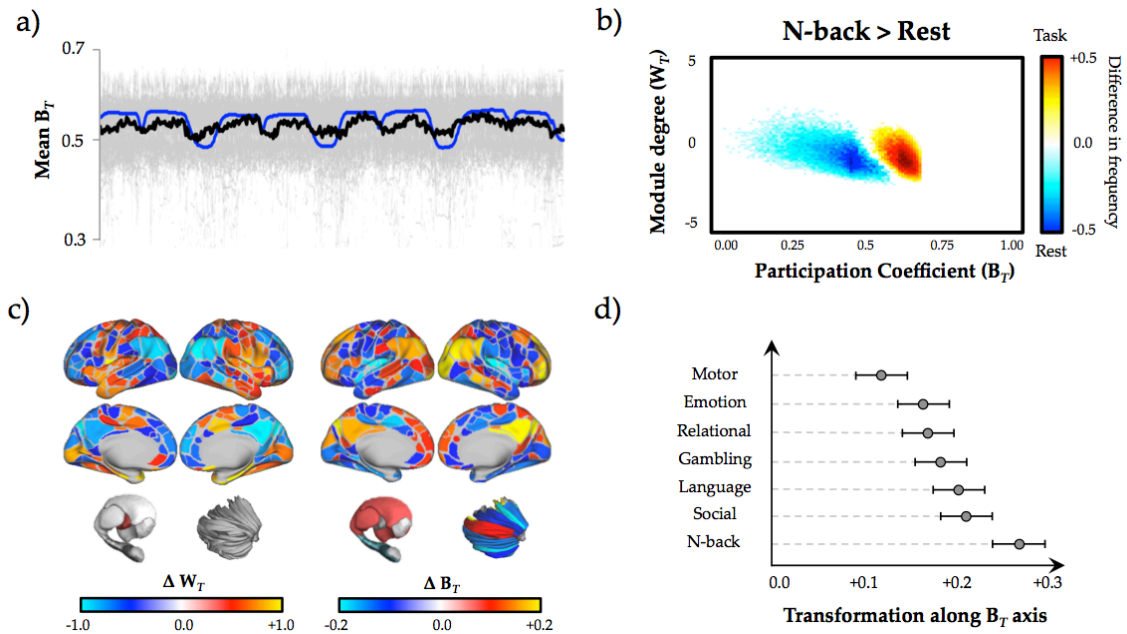 a)
0.7
0.5
0.3
Mean B_T
b)
N-back > Rest
5
0
-5
Module degree (W_T)
0.00
0.25
0.5
0.75
1.00
Participation Coefficient (B_T)
Task
+0.5
0.0
-0.5
Rest
Difference in frequency
c)
Δ W_T
-1.0
0.0
+1.0
Δ B_T
-0.2
0.0
+0.2
d)
Motor
Emotion
Relational
Gambling
Language
Social
N-back
0.0
+0.1
+0.2
+0.3
Transformation along B_T axis